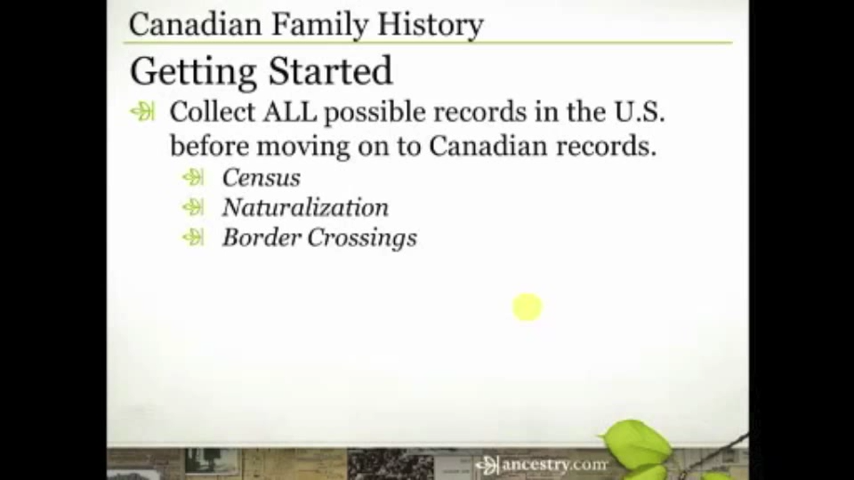 Canadian Family History
Getting Started
Collect ALL possible records in the U.S.
before moving on to Canadian records.
Census
Naturalization
Border Crossings
ancestry.com